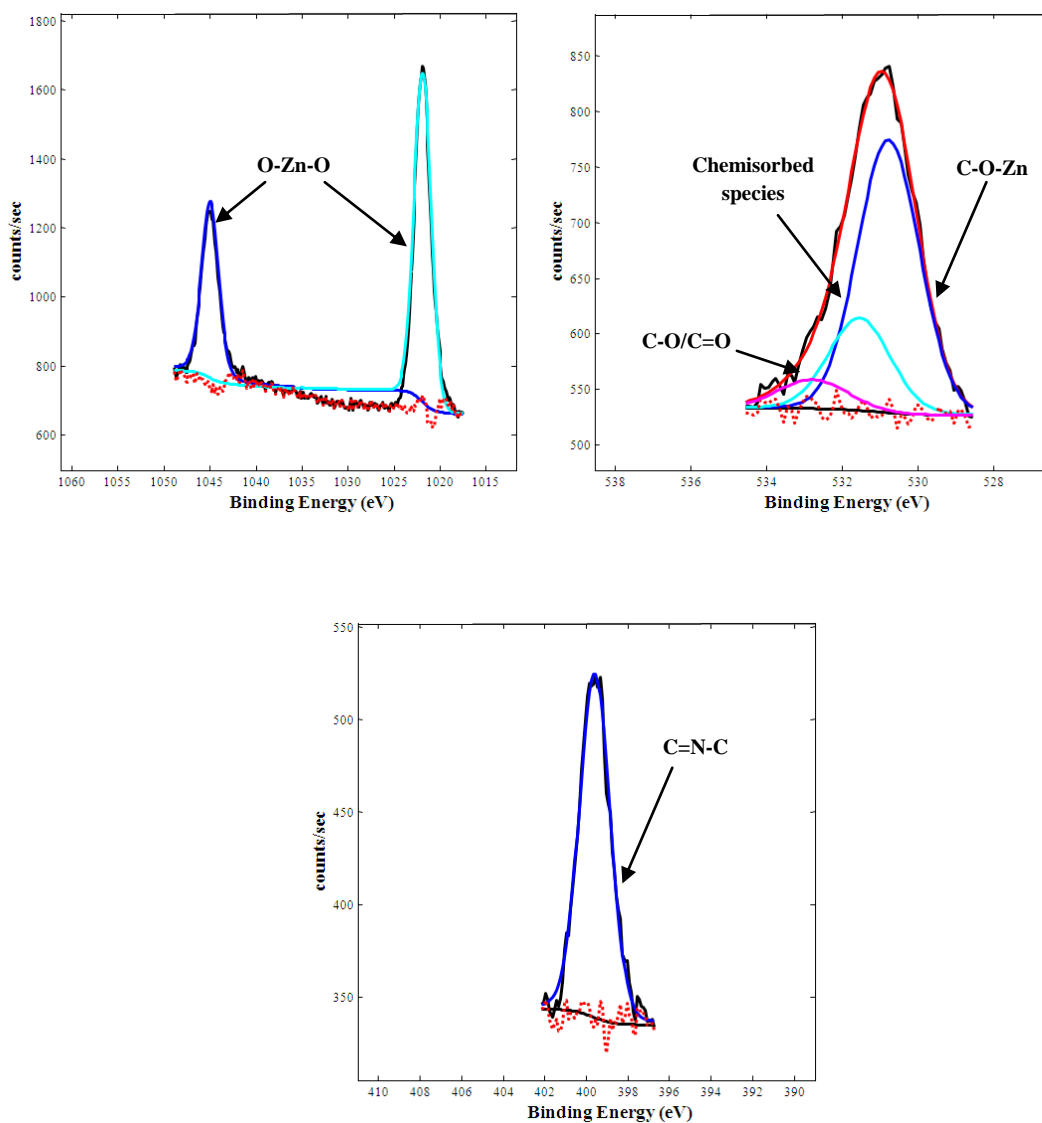 1800
1600
1400
1200
1000
800
600
counts/sec
O-Zn-O
1060 1055 1050 1045 1040 1035 1030 1025 1020 1015
Binding Energy (eV)
850
800
750
700
650
600
550
500
counts/sec
Chemisorbed
species
C-O-Zn
C-O/C=O
538 536 534 532 530 528
Binding Energy (eV)
550
500
450
400
350
counts/sec
C=N-C
410 408 406 404 402 400 398 396 394 392 390
Binding Energy (eV)